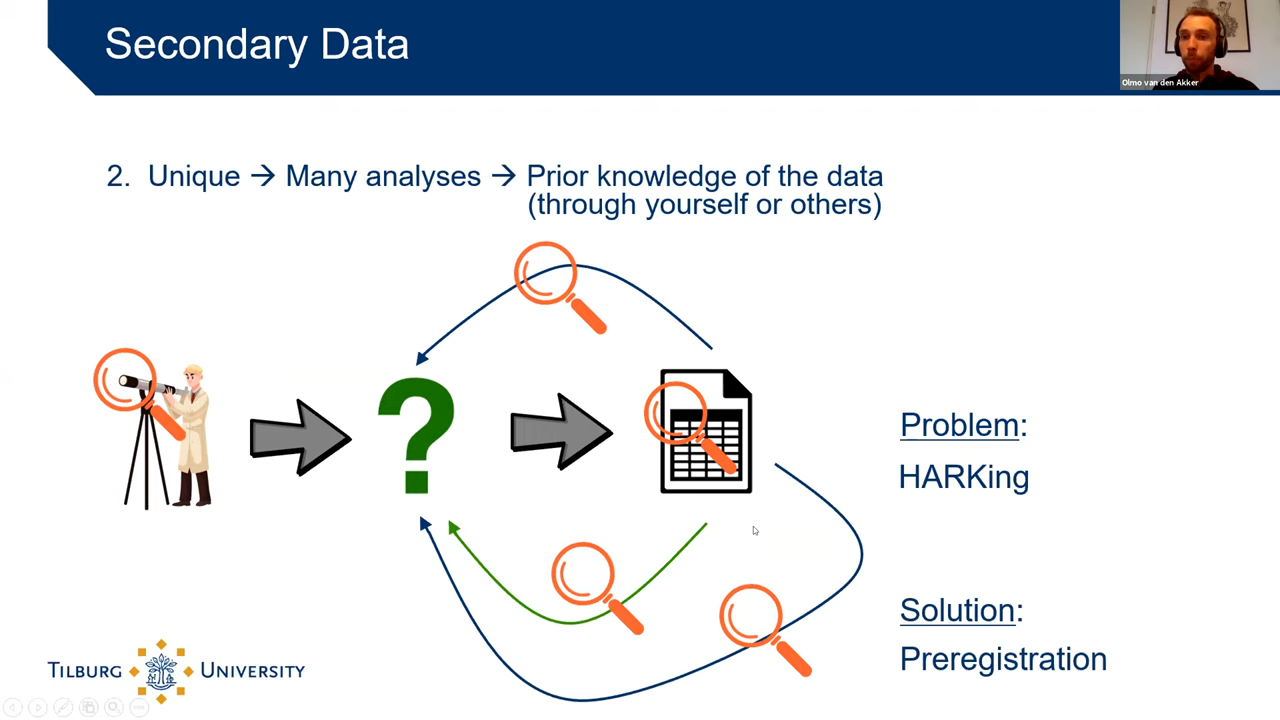 Secondary Data
Olmo van den Akker
2. Unique → Many analyses → Prior knowledge of the data
(through yourself or others)
?
Problem:
HARKing
Solution:
Preregistration
TILBURG UNIVERSITY